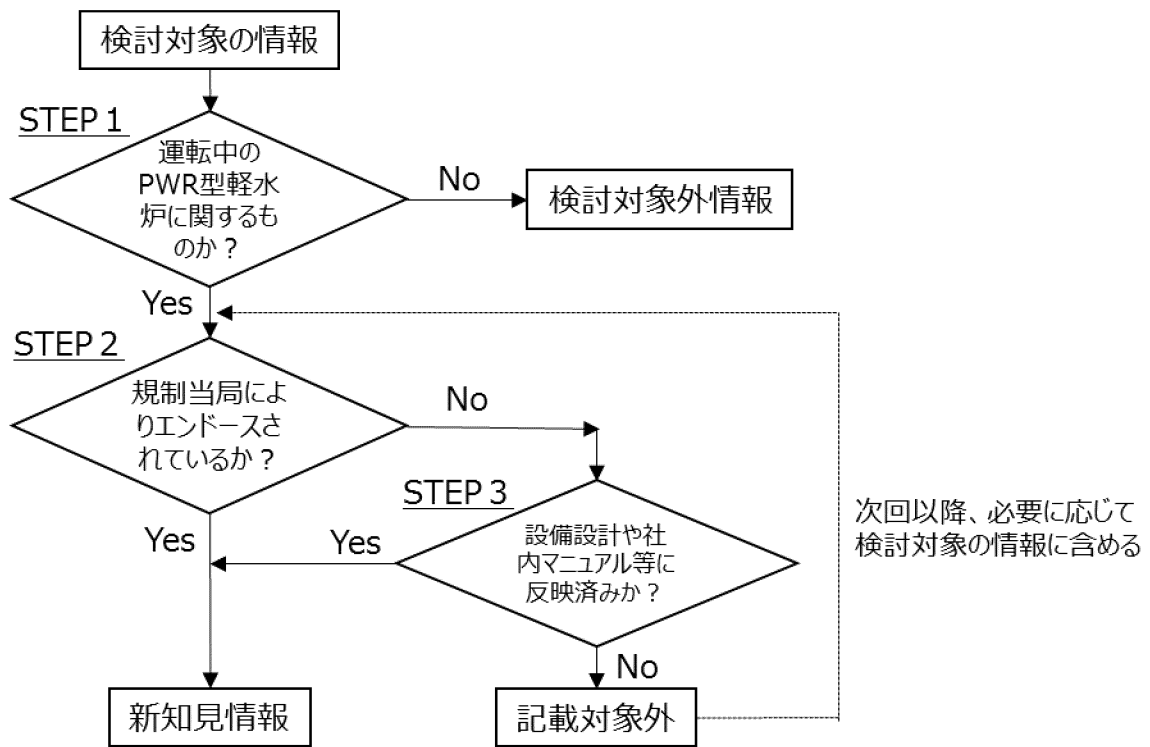 検討対象の情報
STEP 1
運転中の
PWR型軽水
炉に関するも
のか？
No
検討対象外情報
Yes
STEP 2
規制当局によ
りエンドースさ
れているか？
No
STEP 3
設備設計や社
内マニュアル等に
反映済みか？
Yes
Yes
次回以降、必要に応じて
検討対象の情報に含める
No
新知見情報
記載対象外